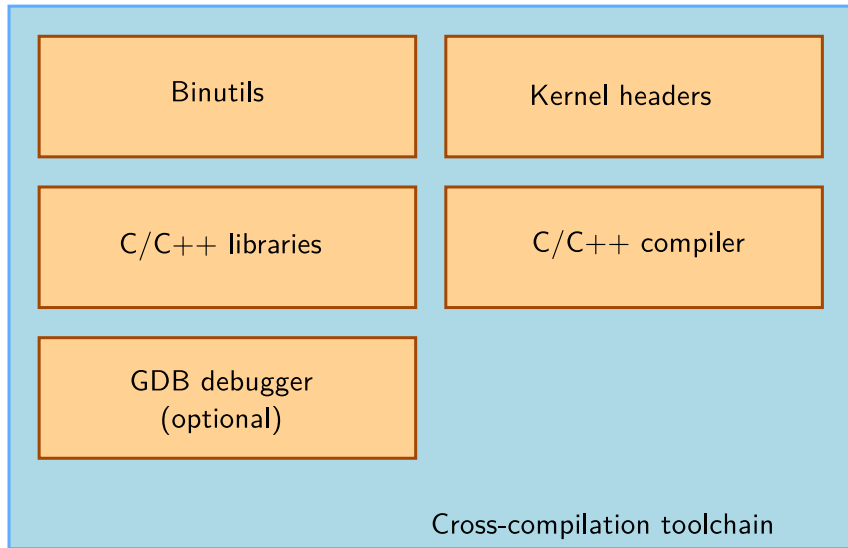 Binutils
Kernel headers
C/C++ libraries
C/C++ compiler
GDB debugger
(optional)
Cross-compilation toolchain